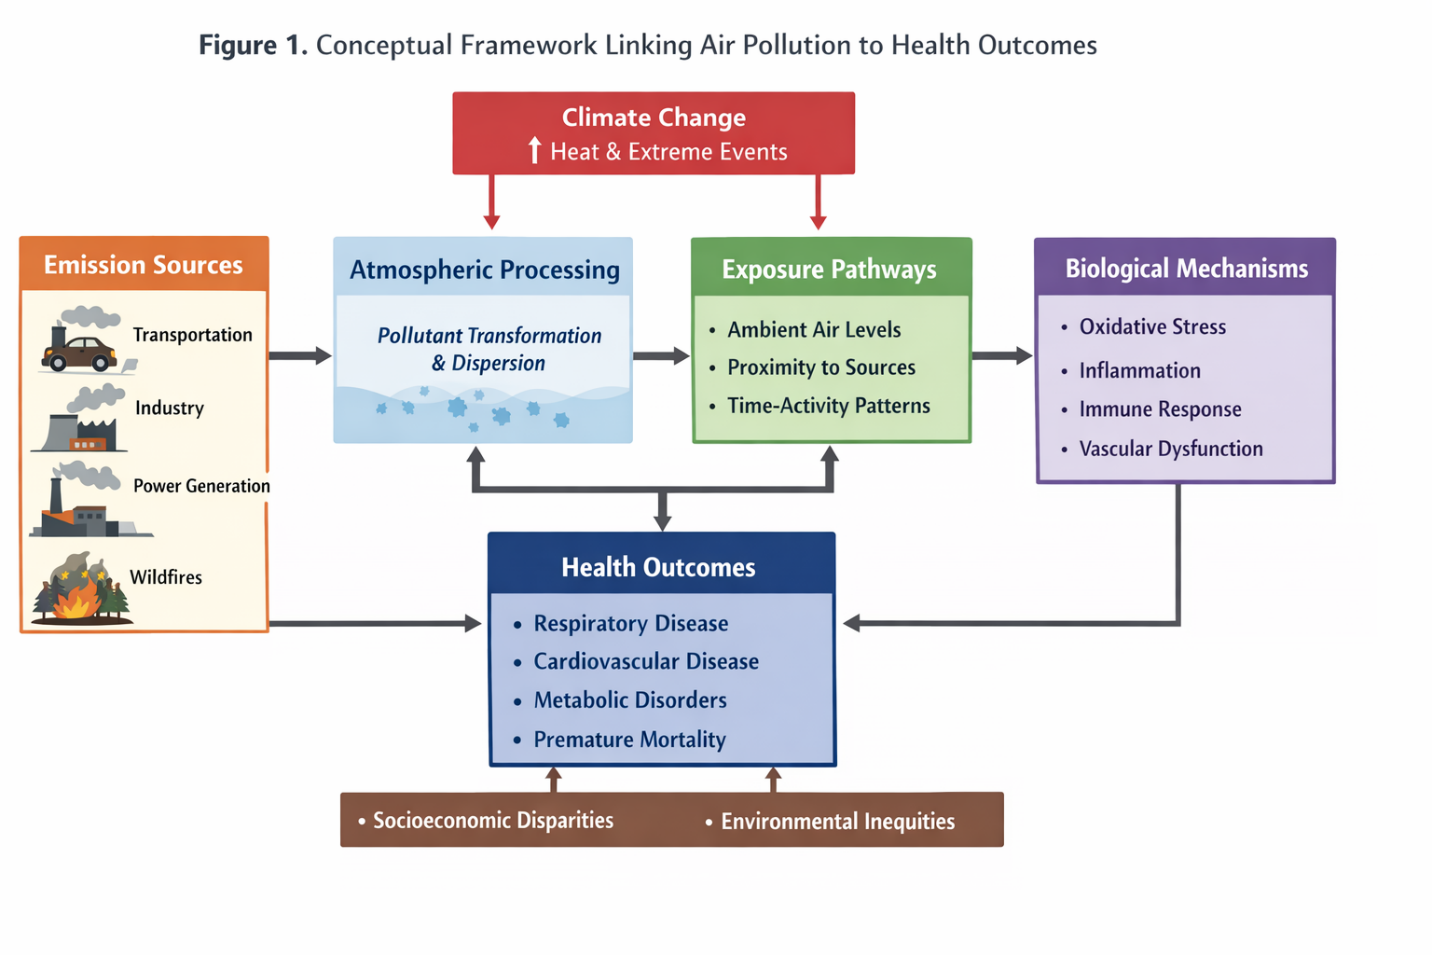 Figure 1. Conceptual Framework Linking Air Pollution to Health Outcomes
Climate Change
↑ Heat & Extreme Events
Emission Sources
Transportation
Industry
Power Generation
Wildfires
Atmospheric Processing
Pollutant Transformation
& Dispersion
Exposure Pathways
• Ambient Air Levels
• Proximity to Sources
• Time-Activity Patterns
Biological Mechanisms
• Oxidative Stress
• Inflammation
• Immune Response
• Vascular Dysfunction
Health Outcomes
• Respiratory Disease
• Cardiovascular Disease
• Metabolic Disorders
• Premature Mortality
• Socioeconomic Disparities
• Environmental Inequities